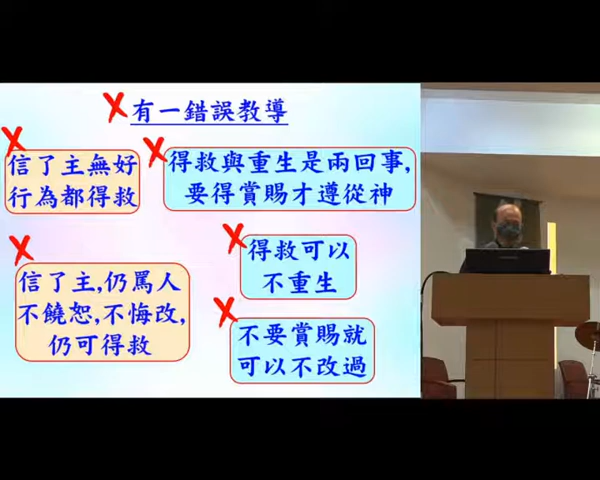 有一錯誤教導
信了主無好
行為都得救
得救與重生是兩回事,
要得賞賜才遵從神
信了主,仍罵人
不饒恕,不悔改,
仍可得救
得救可以
不重生
不要賞賜就
可以不改過